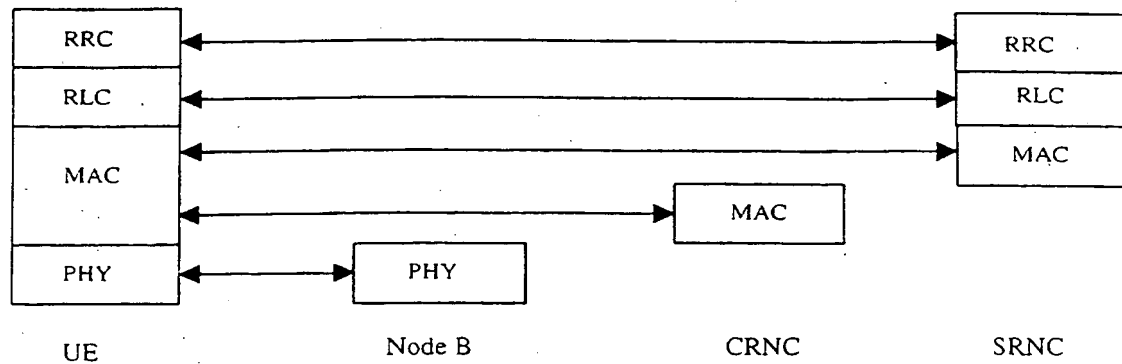 RRC RRC
RLC RLC
MAC MAC
MAC
PHY PHY
UE Node B CRNC SRNC